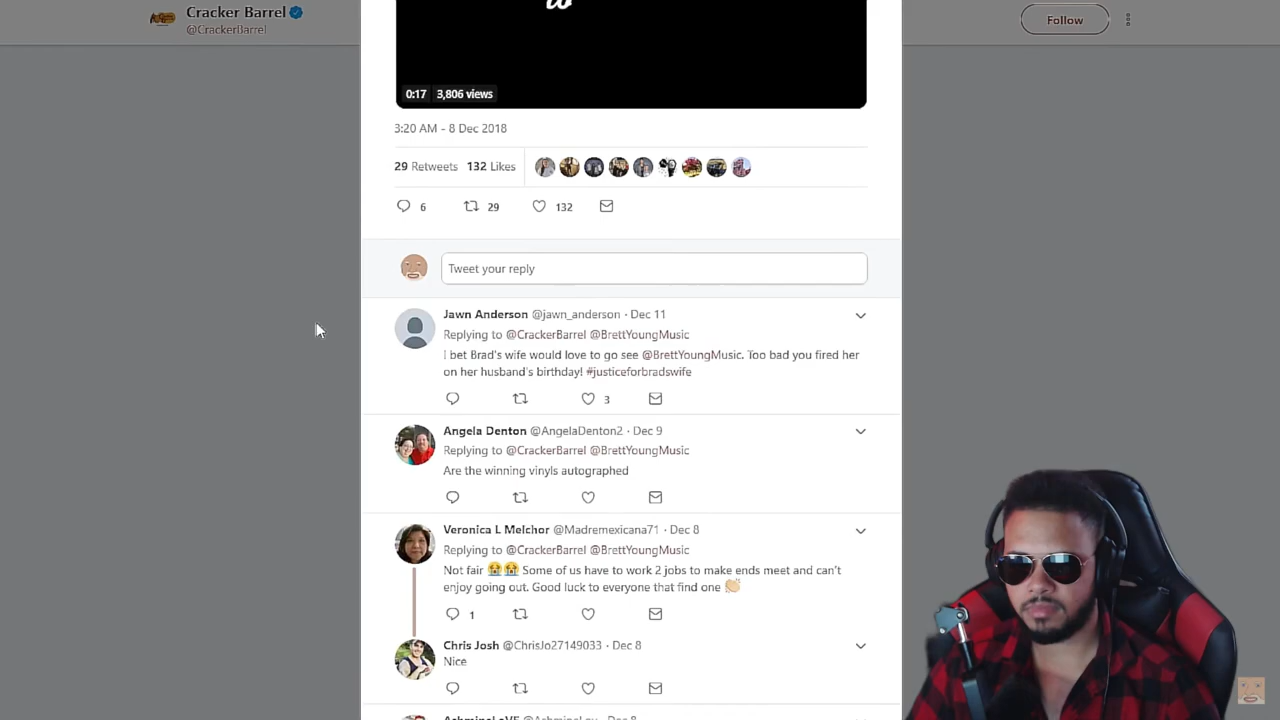 Cracker Barrel
@CrackerBarrel
Follow
0:17 3,806 views
3:20 AM - 8 Dec 2018
29 Retweets 132 Likes
6 29 132
Tweet your reply
Jawn Anderson @jawn_anderson · Dec 11
Replying to @CrackerBarrel @BrettYoungMusic
I bet Brad's wife would love to go see @BrettYoungMusic. Too bad you fired her
on her husband's birthday! #justiceforbradswife
3
Angela Denton @AngelaDenton2 · Dec 9
Replying to @CrackerBarrel @BrettYoungMusic
Are the winning vinyls autographed
Veronica L Melchor @Madremexicana71 · Dec 8
Replying to @CrackerBarrel @BrettYoungMusic
Not fair 😭😭 Some of us have to work 2 jobs to make ends meet and can't
enjoy going out. Good luck to everyone that find one 👏🏼
1
Chris Josh @ChrisJo27149033 · Dec 8
Nice